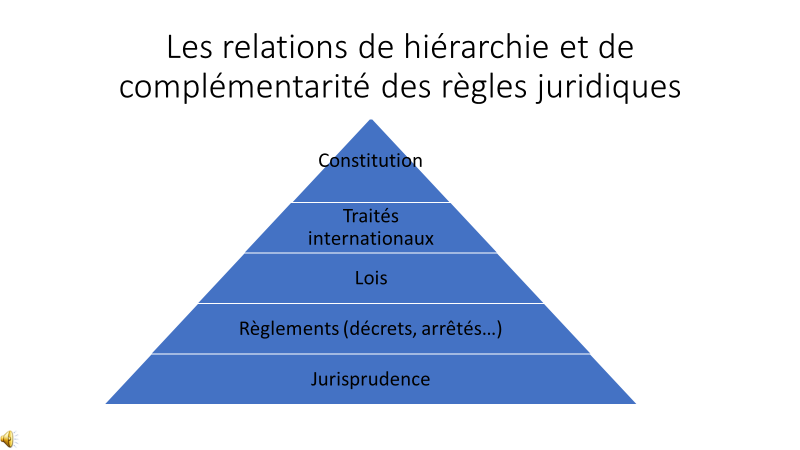 Les relations de hiérarchie et de
complémentarité des règles juridiques
Constitution
Traités
internationaux
Lois
Règlements (décrets, arrêtés…)
Jurisprudence